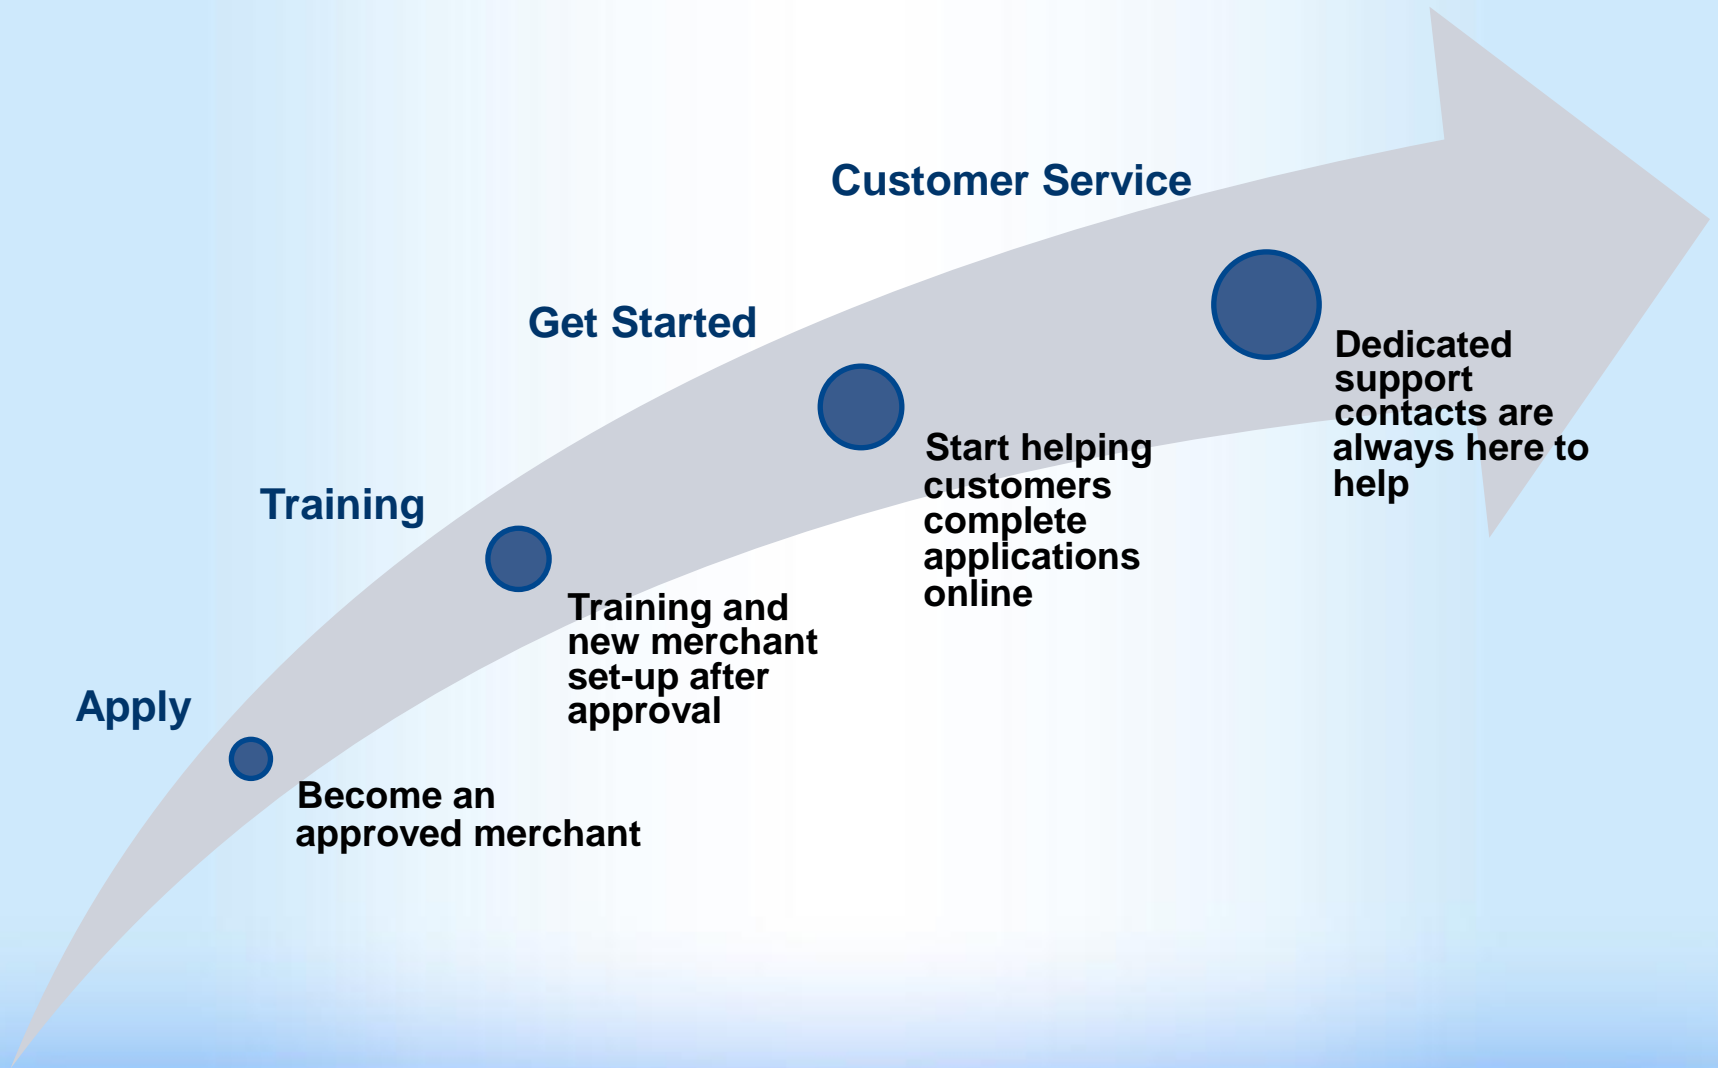 Customer Service
Get Started
Training
Apply
Dedicated
support
contacts are
always here to
help
Start helping
customers
complete
applications
online
Training and
new merchant
set-up after
approval
Become an
approved merchant